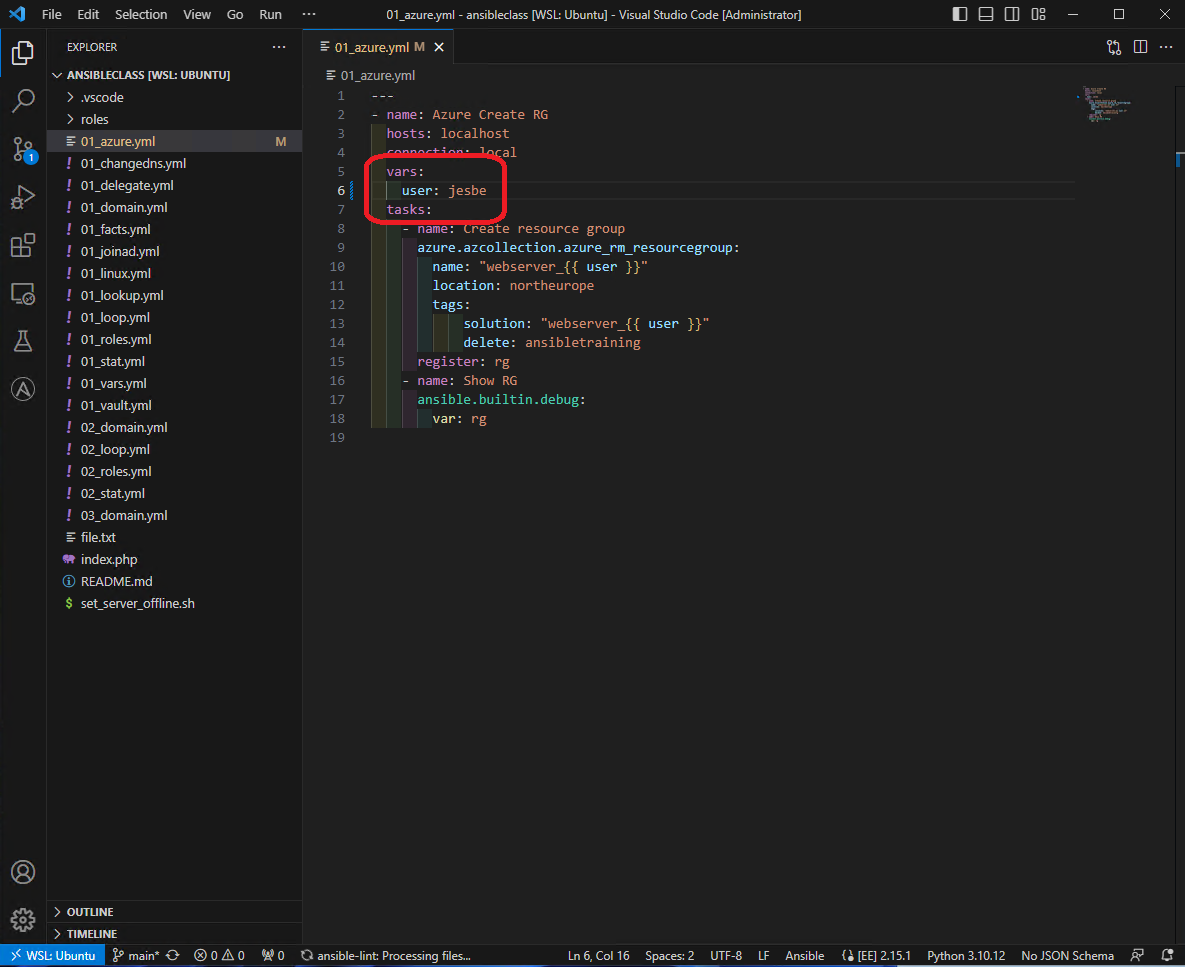 File Edit Selection View Go Run ··· 01_azure.yml - ansibleclass [WSL: Ubuntu] - Visual Studio Code [Administrator]
EXPLORER ···
ANSIBLECLASS [WSL: UBUNTU]
.vscode
roles
01_azure.yml M
! 01_changedns.yml
! 01_delegate.yml
! 01_domain.yml
! 01_facts.yml
! 01_joinad.yml
! 01_linux.yml
! 01_lookup.yml
! 01_loop.yml
! 01_roles.yml
! 01_stat.yml
! 01_vars.yml
! 01_vault.yml
! 02_domain.yml
! 02_loop.yml
! 02_roles.yml
! 02_stat.yml
! 03_domain.yml
file.txt
index.php
README.md
$ set_server_offline.sh
OUTLINE
TIMELINE
1
01_azure.yml M
01_azure.yml
1 ---
2 - name: Azure Create RG
3 hosts: localhost
4 connection: local
5 vars:
6 user: jesbe
7 tasks:
8 - name: Create resource group
9 azure.azcollection.azure_rm_resourcegroup:
10 name: "webserver_{{ user }}"
11 location: northeurope
12 tags:
13 solution: "webserver_{{ user }}"
14 delete: ansibletraining
15 register: rg
16 - name: Show RG
17 ansible.builtin.debug:
18 var: rg
19
WSL: Ubuntu main* 0 0 0 ansible-lint: Processing files... Ln 6, Col 16 Spaces: 2 UTF-8 LF Ansible [EE] 2.15.1 Python 3.10.12 No JSON Schema